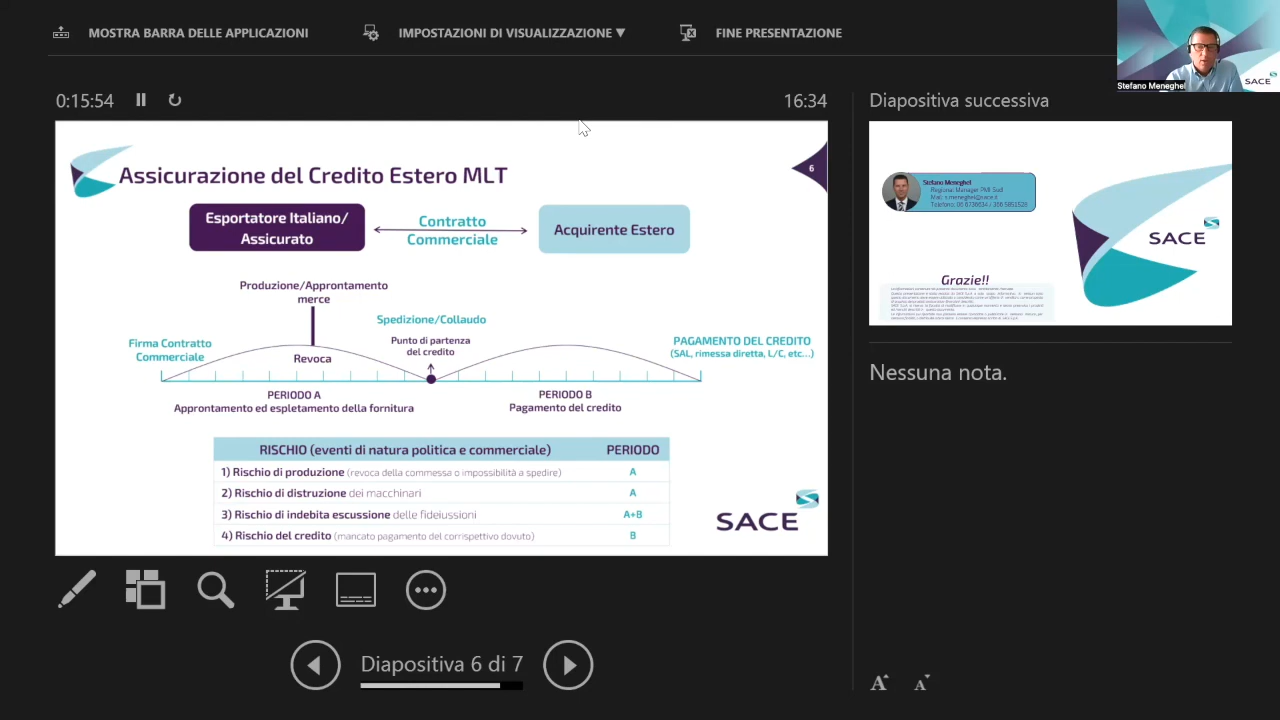 MOSTRA BARRA DELLE APPLICAZIONI
IMPOSTAZIONI DI VISUALIZZAZIONE ▼
FINE PRESENTAZIONE
SACE
Stefano Meneghel
0:15:54
16:34
Diapositiva successiva
Assicurazione del Credito Estero MLT
6
Esportatore Italiano/
Assicurato
Contratto
Commerciale
Acquirente Estero
Produzione/Approntamento
merce
Spedizione/Collaudo
Firma Contratto
Commerciale
Revoca
Punto di partenza
del credito
PAGAMENTO DEL CREDITO
(SAL, rimessa diretta, L/C, etc...)
PERIODO A
Approntamento ed espletamento della fornitura
PERIODO B
Pagamento del credito
RISCHIO (eventi di natura politica e commerciale) PERIODO
1) Rischio di produzione (revoca della commessa o impossibilità a spedire) A
2) Rischio di distruzione dei macchinari A
3) Rischio di indebita escussione delle fideiussioni A+B
4) Rischio del credito (mancato pagamento del corrispettivo dovuto) B
SACE
Stefano Meneghel
Regional Manager PMI Sud
SACE
Grazie!!
Nessuna nota.
Diapositiva 6 di 7
A A